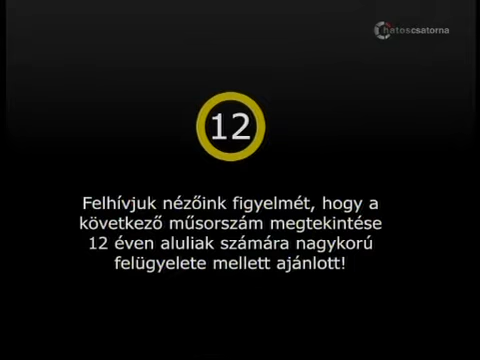 hatoscsatorna
12
Felhívjuk nézőink figyelmét, hogy a
következő műsorszám megtekintése
12 éven aluliak számára nagykorú
felügyelete mellett ajánlott!